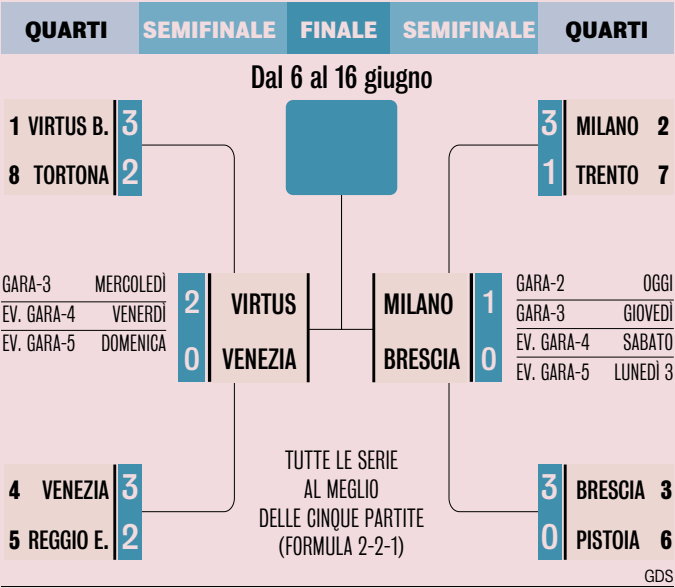 QUARTI SEMIFINALE FINALE SEMIFINALE QUARTI
Dal 6 al 16 giugno
1 VIRTUS B. 3
8 TORTONA 2
3 MILANO 2
1 TRENTO 7
GARA-3 MERCOLEDÌ
EV. GARA-4 VENERDÌ
EV. GARA-5 DOMENICA
2 VIRTUS
0 VENEZIA
MILANO 1
BRESCIA 0
GARA-2 OGGI
GARA-3 GIOVEDÌ
EV. GARA-4 SABATO
EV. GARA-5 LUNEDÌ 3
4 VENEZIA 3
5 REGGIO E. 2
TUTTE LE SERIE
AL MEGLIO
DELLE CINQUE PARTITE
(FORMULA 2-2-1)
3 BRESCIA 3
0 PISTOIA 6
GDS